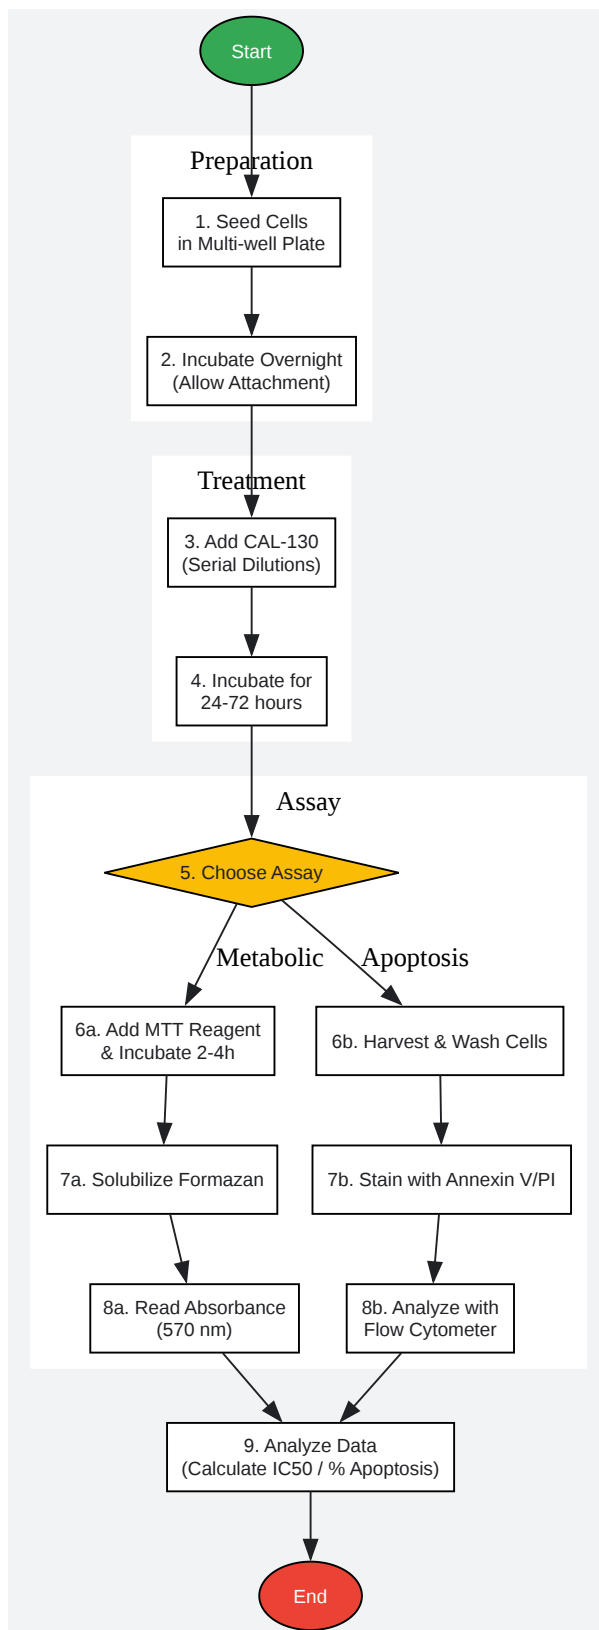 Start
Preparation
1. Seed Cells
in Multi-well Plate
2. Incubate Overnight
(Allow Attachment)
Treatment
3. Add CAL-130
(Serial Dilutions)
4. Incubate for
24-72 hours
Assay
5. Choose Assay
Metabolic
Apoptosis
6a. Add MTT Reagent
& Incubate 2-4h
6b. Harvest & Wash Cells
7a. Solubilize Formazan
7b. Stain with Annexin V/PI
8a. Read Absorbance
(570 nm)
8b. Analyze with
Flow Cytometer
9. Analyze Data
(Calculate IC50 / % Apoptosis)
End